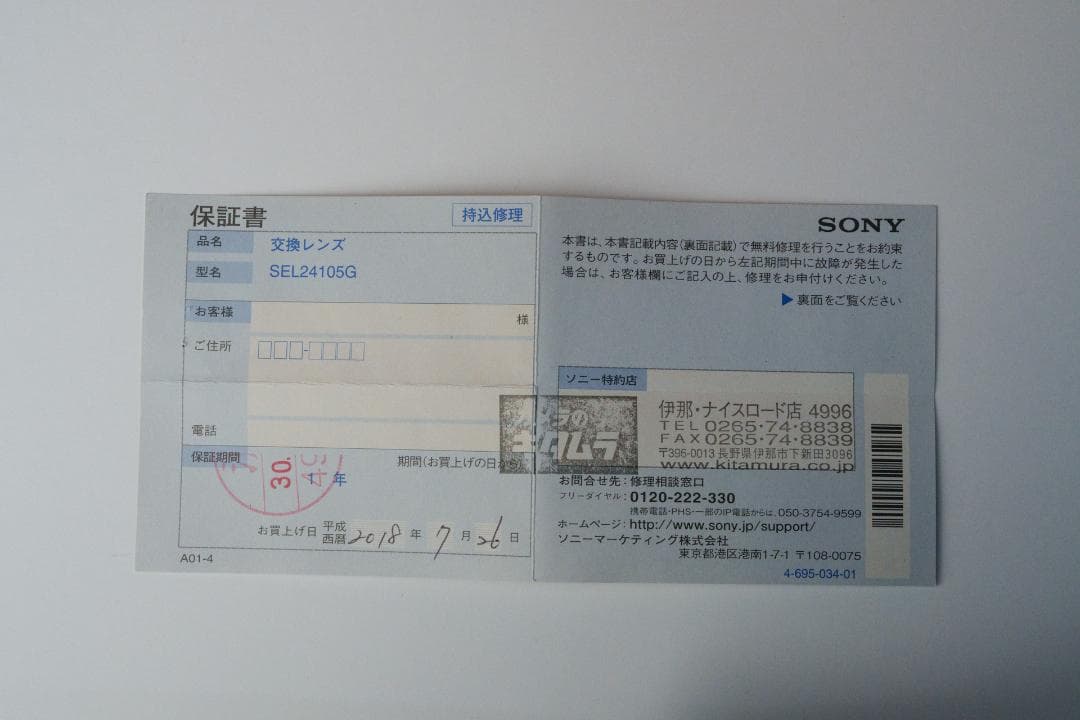 保証書
持込修理
品名 交換レンズ
型名 SEL24105G
お客様
様
ご住所
電話
保証期間
期間(お買上げの日から)
1 年
30.
お買上げ日 平成 西暦 2018 年 7 月 26 日
A01-4
SONY
本書は、本書記載内容(裏面記載)で無料修理を行うことをお約束
するものです。お買上げの日から左記期間中に故障が発生した
場合は、お客様欄にご記入の上、修理をお申付けください。
▶裏面をご覧ください
ソニー特約店
カメラのキタムラ
伊那・ナイスロード店 4996
TEL 0265・74・8838
FAX 0265・74・8839
〒396-0013 長野県伊那市下新田3096
www.kitamura.co.jp
お問合せ先:修理相談窓口
フリーダイヤル:0120-222-330
携帯電話・PHS・一部のIP電話からは、050-3754-9599
ホームページ:http://www.sony.jp/support/
ソニーマーケティング株式会社
東京都港区港南1-7-1 〒108-0075
4-695-034-01